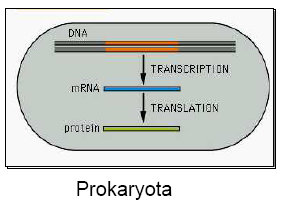 DNA
TRANSCRIPTION
mRNA
TRANSLATION
protein
Prokaryota